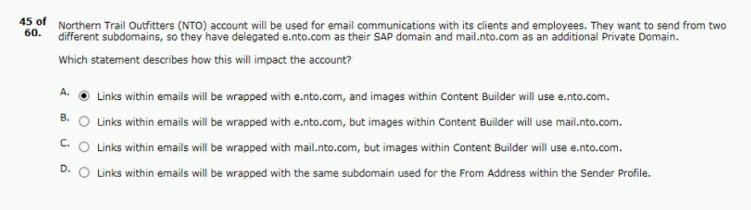 45 of
60.
Northern Trail Outfitters (NTO) account will be used for email communications with its clients and employees. They want to send from two
different subdomains, so they have delegated e.nto.com as their SAP domain and mail.nto.com as an additional Private Domain.
Which statement describes how this will impact the account?
A. Links within emails will be wrapped with e.nto.com, and images within Content Builder will use e.nto.com.
B. Links within emails will be wrapped with e.nto.com, but images within Content Builder will use mail.nto.com.
C. Links within emails will be wrapped with mail.nto.com, but images within Content Builder will use e.nto.com.
D. Links within emails will be wrapped with the same subdomain used for the From Address within the Sender Profile.